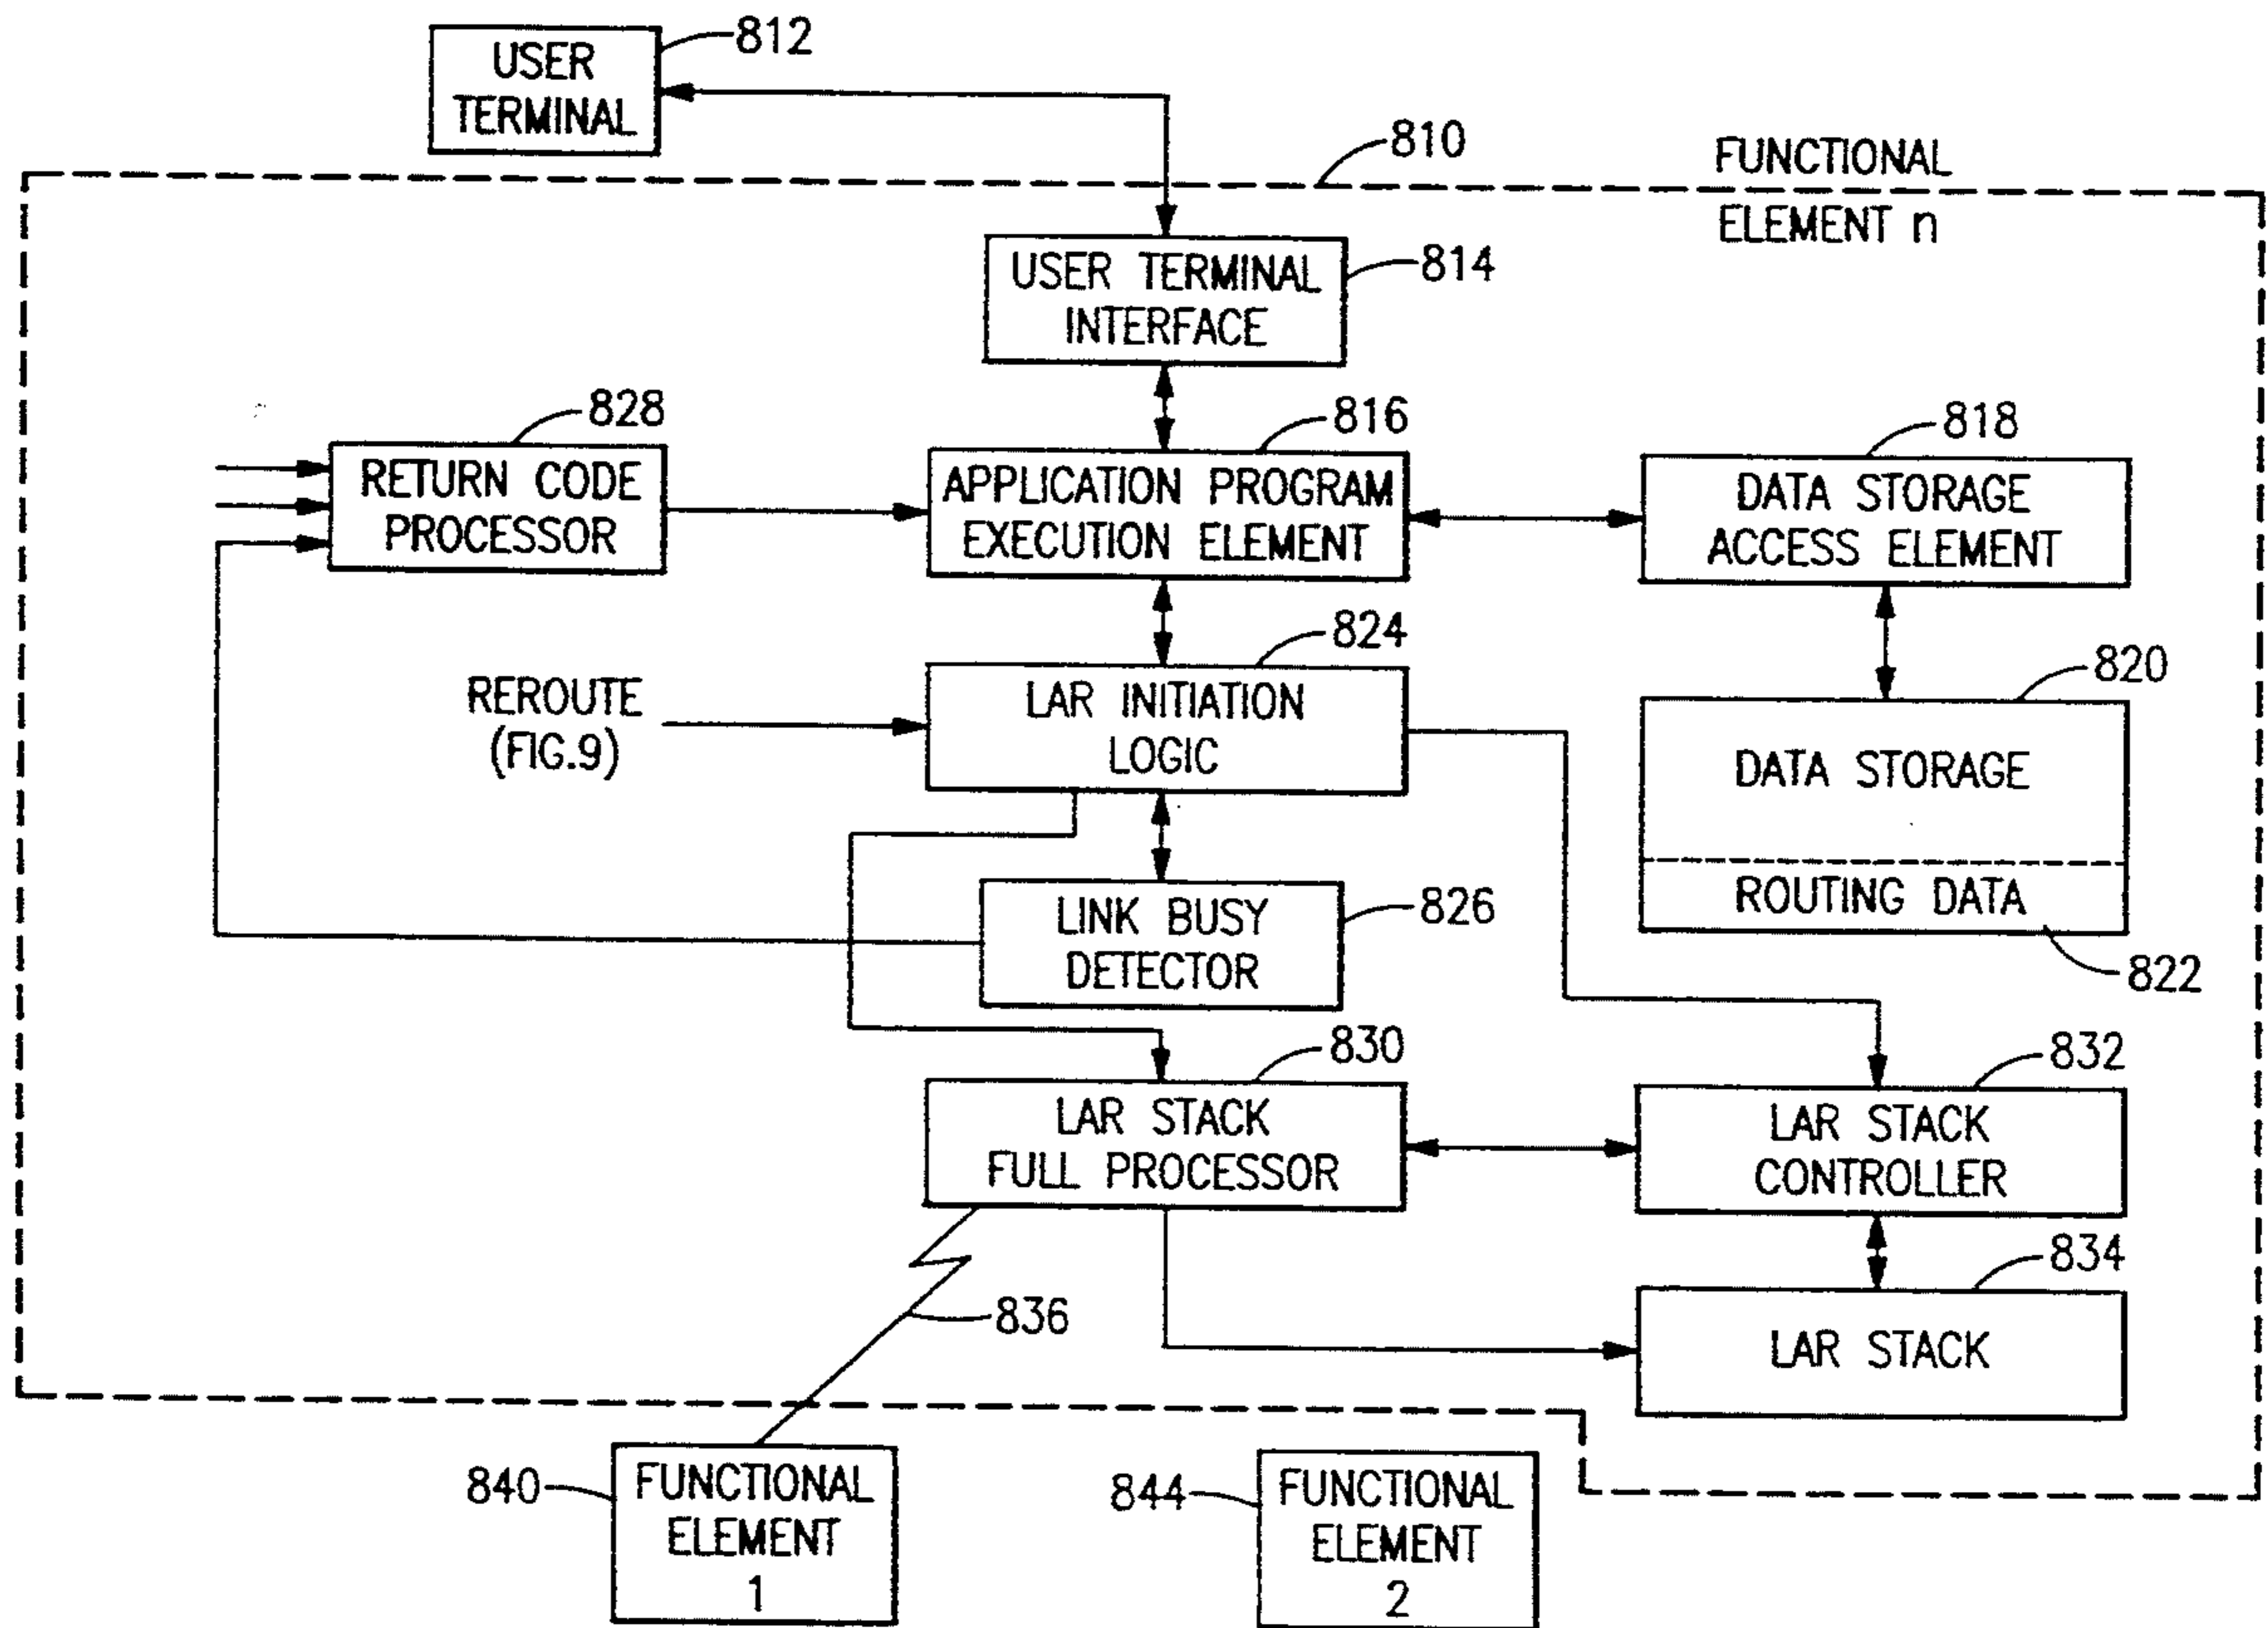 USER
TERMINAL
812
810
FUNCTIONAL
ELEMENT n
USER TERMINAL
INTERFACE
814
828
RETURN CODE
PROCESSOR
816
APPLICATION PROGRAM
EXECUTION ELEMENT
818
DATA STORAGE
ACCESS ELEMENT
REROUTE
(FIG.9)
824
LAR INITIATION
LOGIC
820
DATA STORAGE
ROUTING DATA
822
LINK BUSY
DETECTOR
826
830
LAR STACK
FULL PROCESSOR
832
LAR STACK
CONTROLLER
834
LAR STACK
836
840
FUNCTIONAL
ELEMENT
1
844
FUNCTIONAL
ELEMENT
2